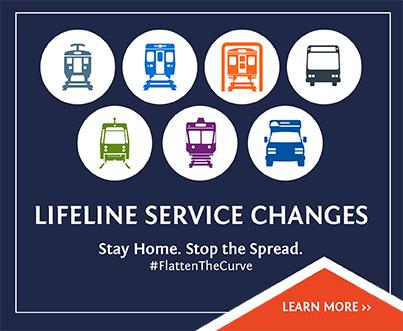 LIFELINE SERVICE CHANGES
Stay Home. Stop the Spread.
#FlattenTheCurve
LEARN MORE >>